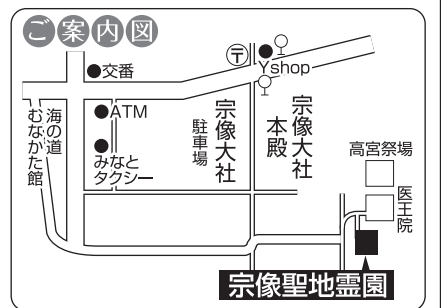 ご案内図
〒
Yshop
交番
ATM
みなと
タクシー
海の道
むなかた館
宗像大社
駐車場
宗像大社
本殿
高宮祭場
医王院
宗像聖地霊園